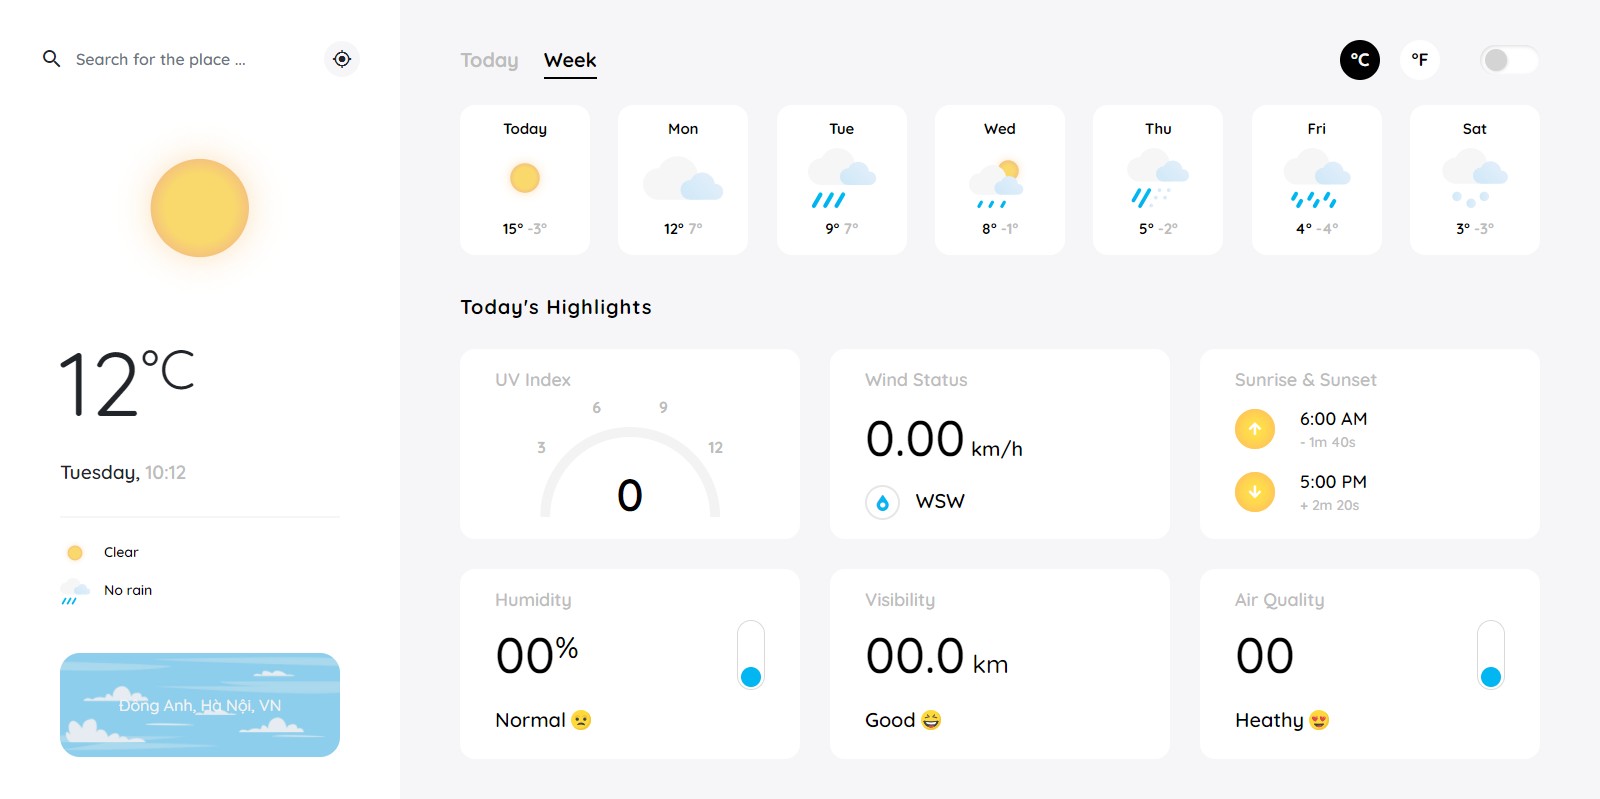 Search for the place ...
12°C
Tuesday, 10:12
Clear
No rain
Đông Anh, Hà Nội, VN
Today Week
°C °F
Today Mon Tue Wed Thu Fri Sat
15° -3° 12° 7° 9° 7° 8° -1° 5° -2° 4° -4° 3° -3°
Today's Highlights
UV Index
3 6 9 12
0
Wind Status
0.00 km/h
WSW
Sunrise & Sunset
6:00 AM
- 1m 40s
5:00 PM
+ 2m 20s
Humidity
00%
Normal 😠
Visibility
00.0 km
Good 😆
Air Quality
00
Heathy 😍